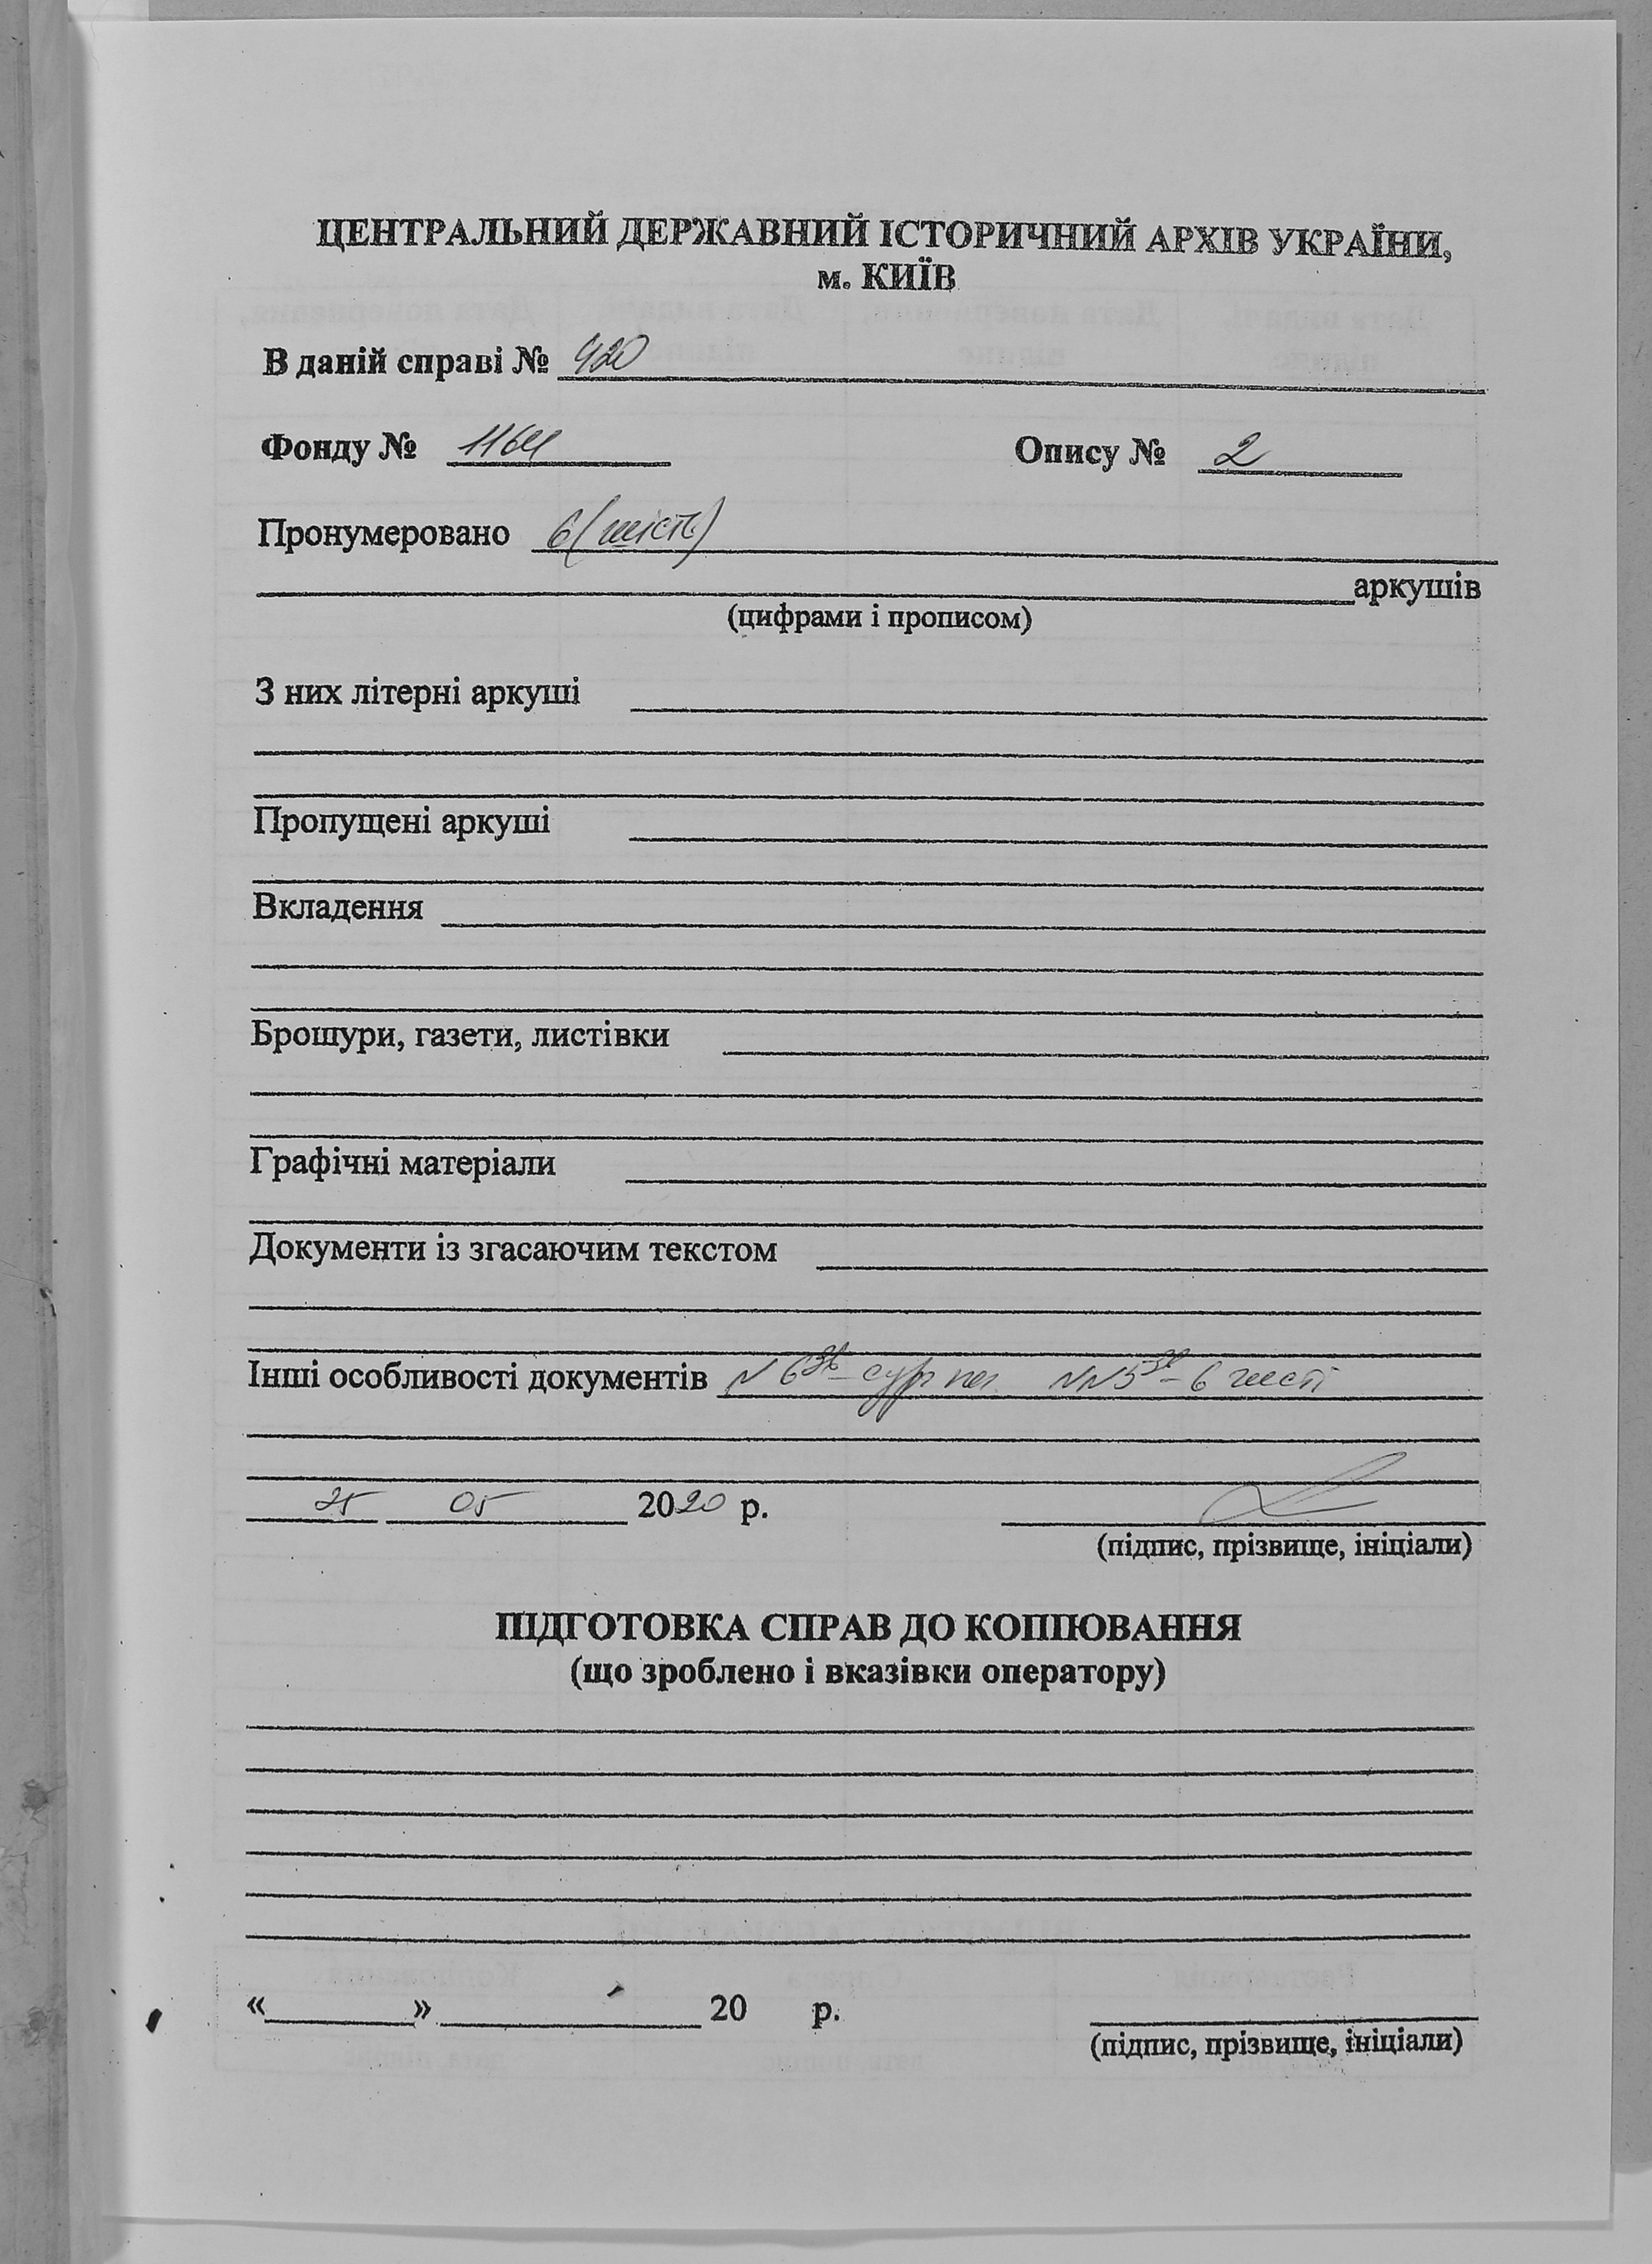 ЦЕНТРАЛЬНИЙ ДЕРЖАВНИЙ ІСТОРИЧНИЙ АРХІВ УКРАЇНИ,
м. КИЇВ
В даній справі № 420
Фонду № 1164 Опису № 2
Пронумеровано 6 (шість)
аркушів
(цифрами і прописом)
З них літерні аркуші
Пропущені аркуші
Вкладення
Брошури, газети, листівки
Графічні матеріали
Документи із згасаючим текстом
Інші особливості документів
25 05 2020 р.
(підпис, прізвище, ініціали)
ПІДГОТОВКА СПРАВ ДО КОПІЮВАННЯ
(що зроблено і вказівки оператору)
« » 20 р.
(підпис, прізвище, ініціали)